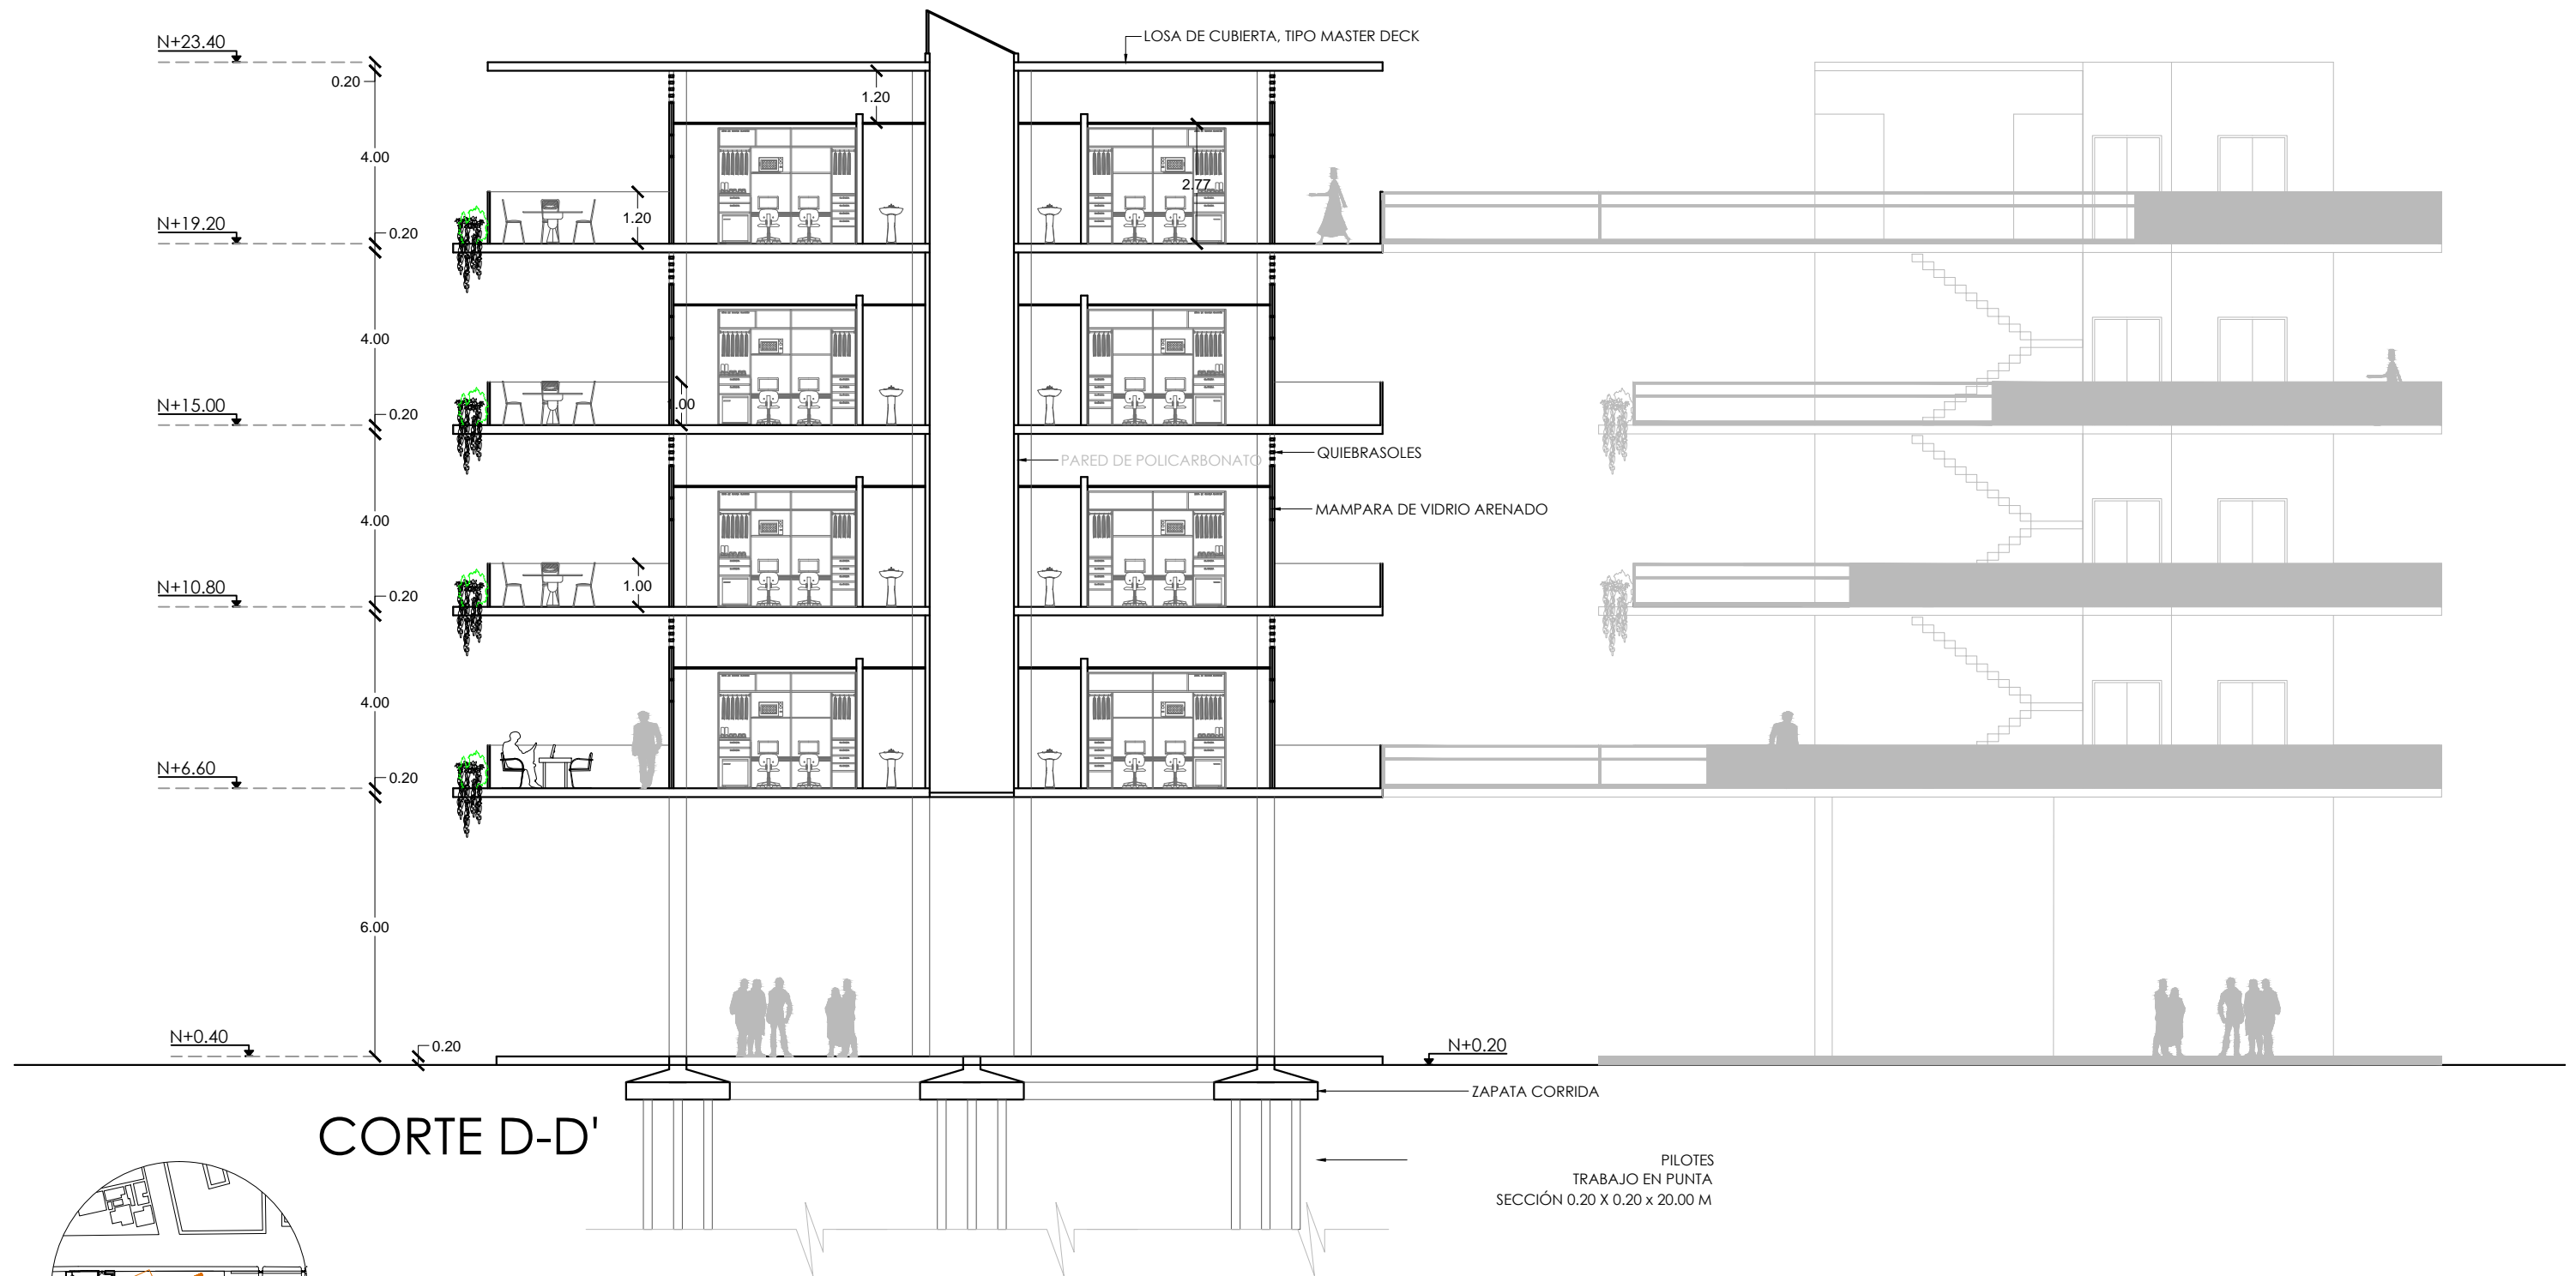 N+23.40
LOSA DE CUBIERTA, TIPO MASTER DECK
0.20
1.20
4.00
2.77
1.20
N+19.20
0.20
4.00
N+15.00
1.00
0.20
PARED DE POLICARBONATO
QUIEBRASOLES
MAMPARA DE VIDRIO ARENADO
4.00
N+10.80
1.00
0.20
4.00
N+6.60
0.20
6.00
N+0.40
0.20
N+0.20
ZAPATA CORRIDA
CORTE D-D'
PILOTES
TRABAJO EN PUNTA
SECCIÓN 0.20 X 0.20 x 20.00 M